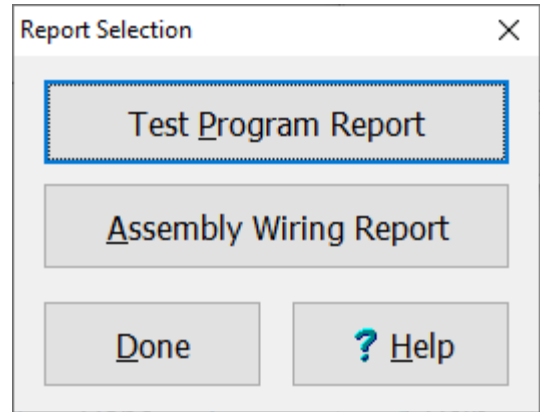 Report Selection
Test Program Report
Assembly Wiring Report
Done
? Help